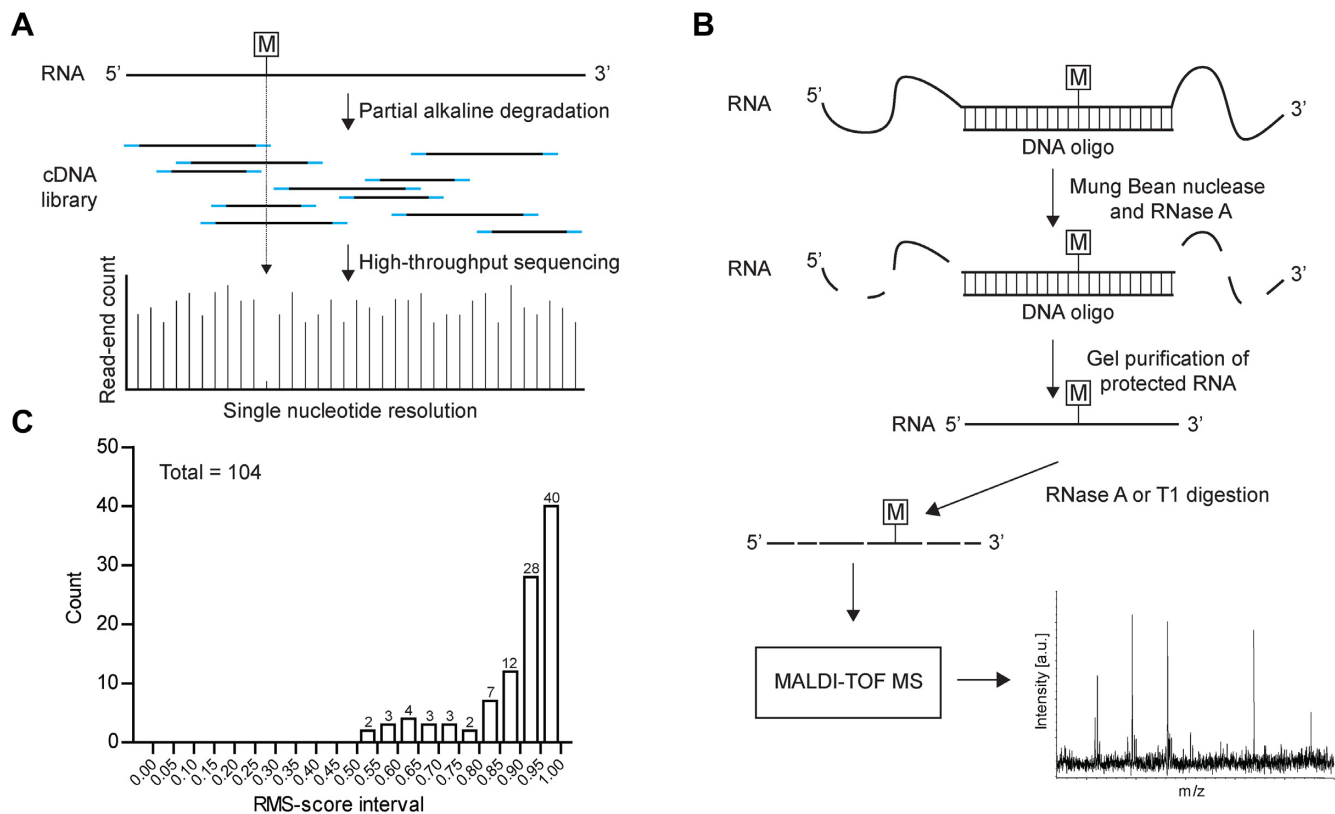 A
M
RNA 5’ 3’
Partial alkaline degradation
cDNA
library
High-throughput sequencing
Read-end count
Single nucleotide resolution
B
M
RNA 5’ 3’
DNA oligo
Mung Bean nuclease
and RNase A
M
RNA 5’ 3’
DNA oligo
Gel purification of
protected RNA
M
RNA 5’ 3’
RNase A or T1 digestion
M
5’ 3’
MALDI-TOF MS
Intensity [a.u.]
m/z
C
Total = 104
Count
50
40
30
20
10
0
2 3 4 3 3 2 7 12 28 40
0.00 0.05 0.10 0.15 0.20 0.25 0.30 0.35 0.40 0.45 0.50 0.55 0.60 0.65 0.70 0.75 0.80 0.85 0.90 0.95 1.00
RMS-score interval